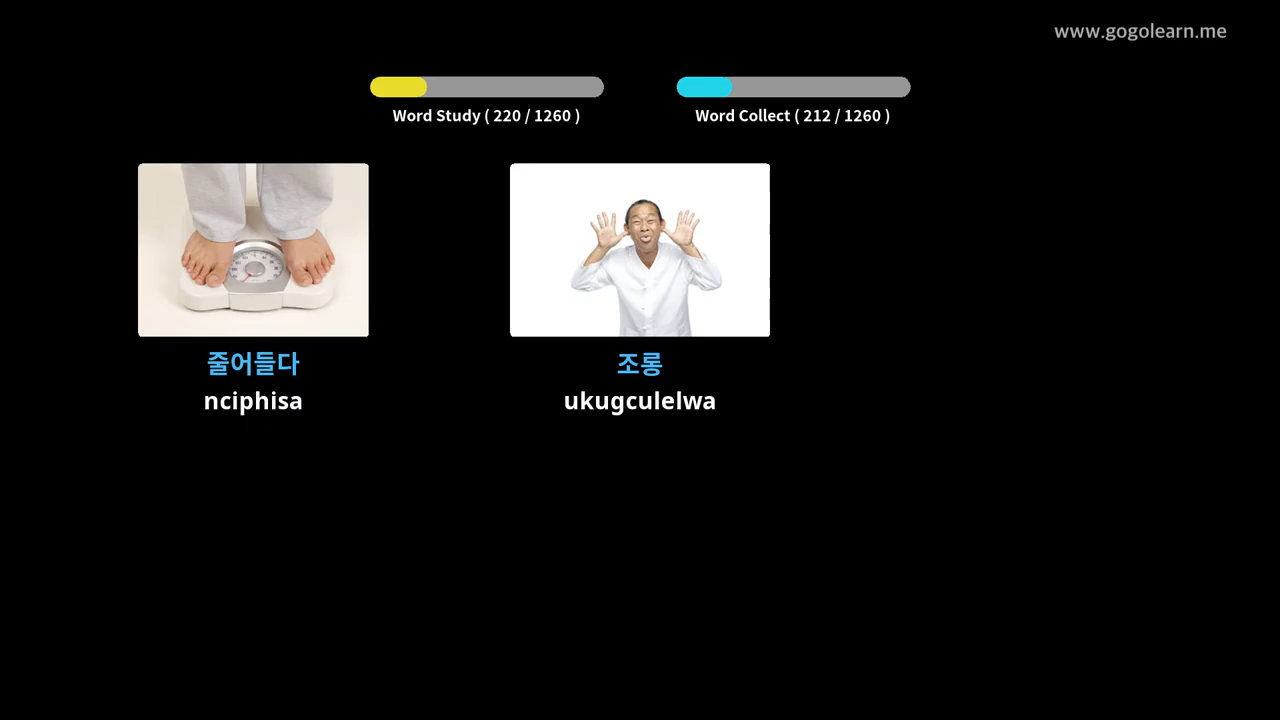 www.gogolearn.me
Word Study ( 220 / 1260 )
Word Collect ( 212 / 1260 )
줄어들다
nciphisa
조롱
ukugculelwa